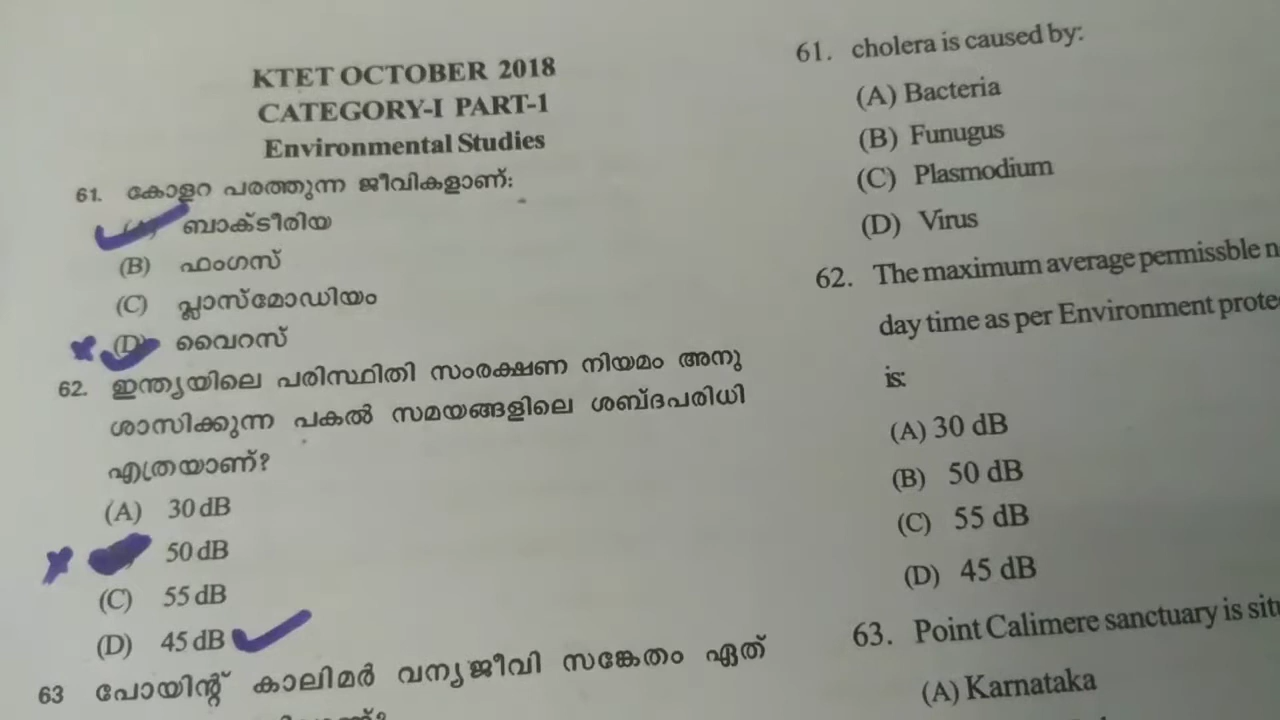 KTET OCTOBER 2018
CATEGORY-I PART-1
Environmental Studies
61. കോളറ പരത്തുന്ന ജീവികളാണ്:
(A) ബാക്ടീരിയ
(B) ഫംഗസ്
(C) പ്ലാസ്മോഡിയം
(D) വൈറസ്
62. ഇന്ത്യയിലെ പരിസ്ഥിതി സംരക്ഷണ നിയമം അനു
ശാസിക്കുന്ന പകൽ സമയങ്ങളിലെ ശബ്ദപരിധി
എത്രയാണ്?
(A) 30 dB
50 dB
(C) 55 dB
(D) 45 dB
63 പോയിന്റ് കാലിമർ വന്യജീവി സങ്കേതം ഏത്
61. cholera is caused by:
(A) Bacteria
(B) Funugus
(C) Plasmodium
(D) Virus
62. The maximum average permissble
day time as per Environment
is:
(A) 30 dB
(B) 50 dB
(C) 55 dB
(D) 45 dB
63. Point Calimere sanctuary is
(A) Karnataka